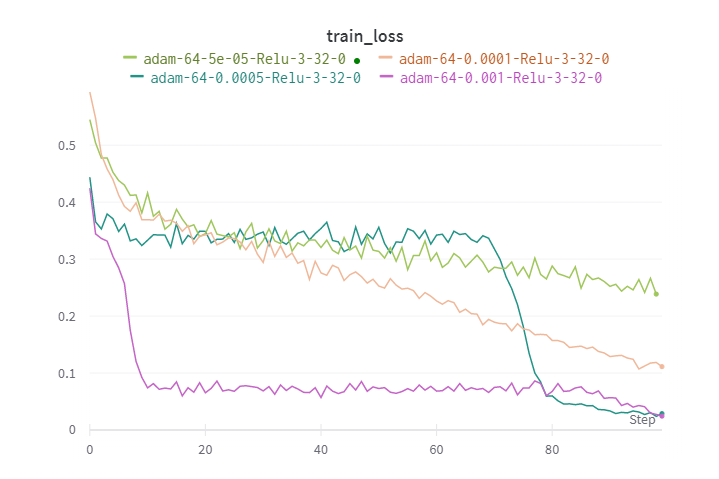 train_loss
adam-64-5e-05-Relu-3-32-0 adam-64-0.0001-Relu-3-32-0
adam-64-0.0005-Relu-3-32-0 adam-64-0.001-Relu-3-32-0
0.5
0.4
0.3
0.2
0.1
0
Step
0 20 40 60 80